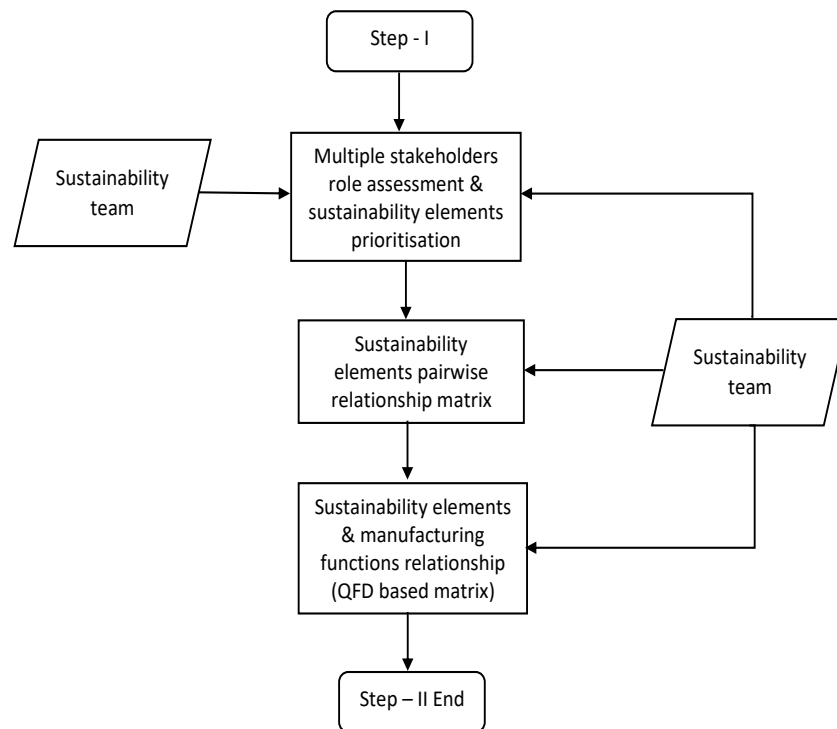 Step - I
Multiple stakeholders
role assessment &
sustainability elements
prioritisation
Sustainability
team
Sustainability
elements pairwise
relationship matrix
Sustainability
team
Sustainability elements
& manufacturing
functions relationship
(QFD based matrix)
Step – II End